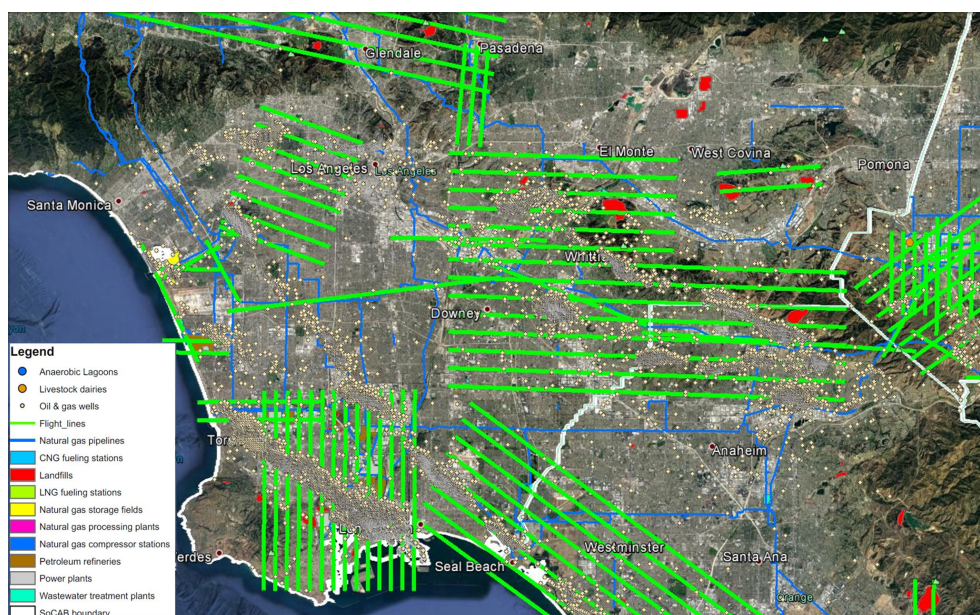 Glendale
Pasadena
El Monte
West Covina
Los Angeles
Los Angeles
Pomona
Santa Monica
Downey
Anaheim
Westminster
Seal Beach
Santa Ana
Legend
Anaerobic Lagoons
Livestock dairies
Oil & gas wells
Flight_lines
Natural gas pipelines
CNG fueling stations
Landfills
LNG fueling stations
Natural gas storage fields
Natural gas processing plants
Natural gas compressor stations
Petroleum refineries
Power plants
Wastewater treatment plants
SoCAB boundary